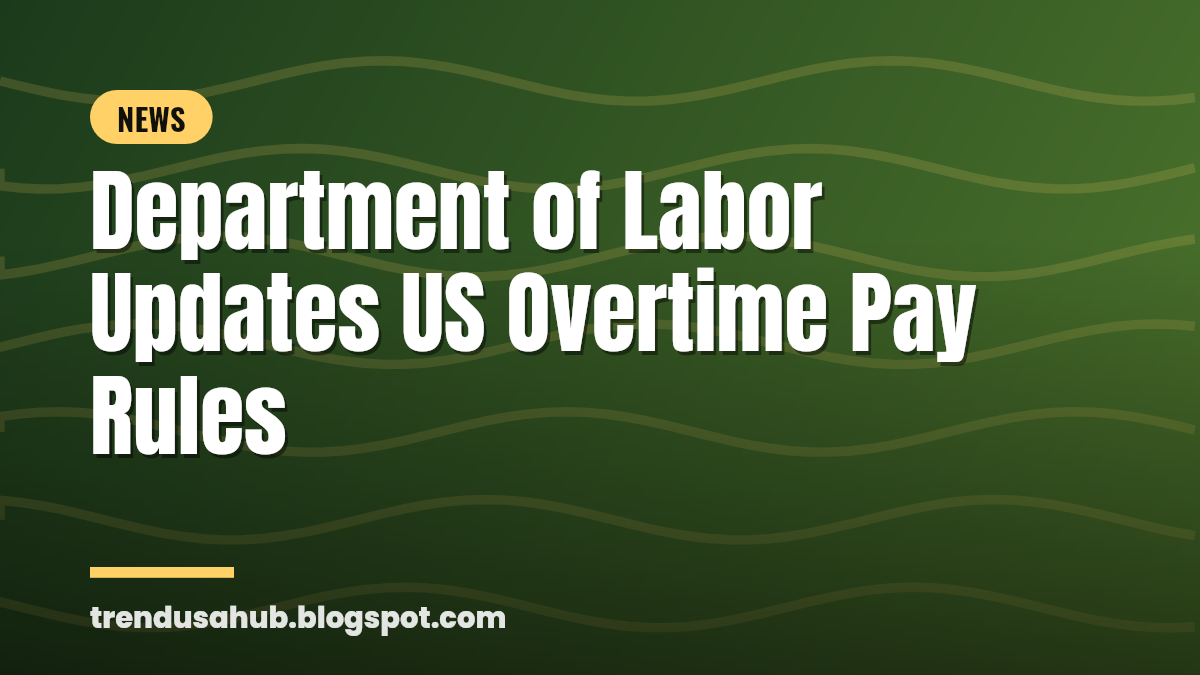 NEWS
Department of Labor
Updates US Overtime Pay
Rules
trendusahub.blogspot.com